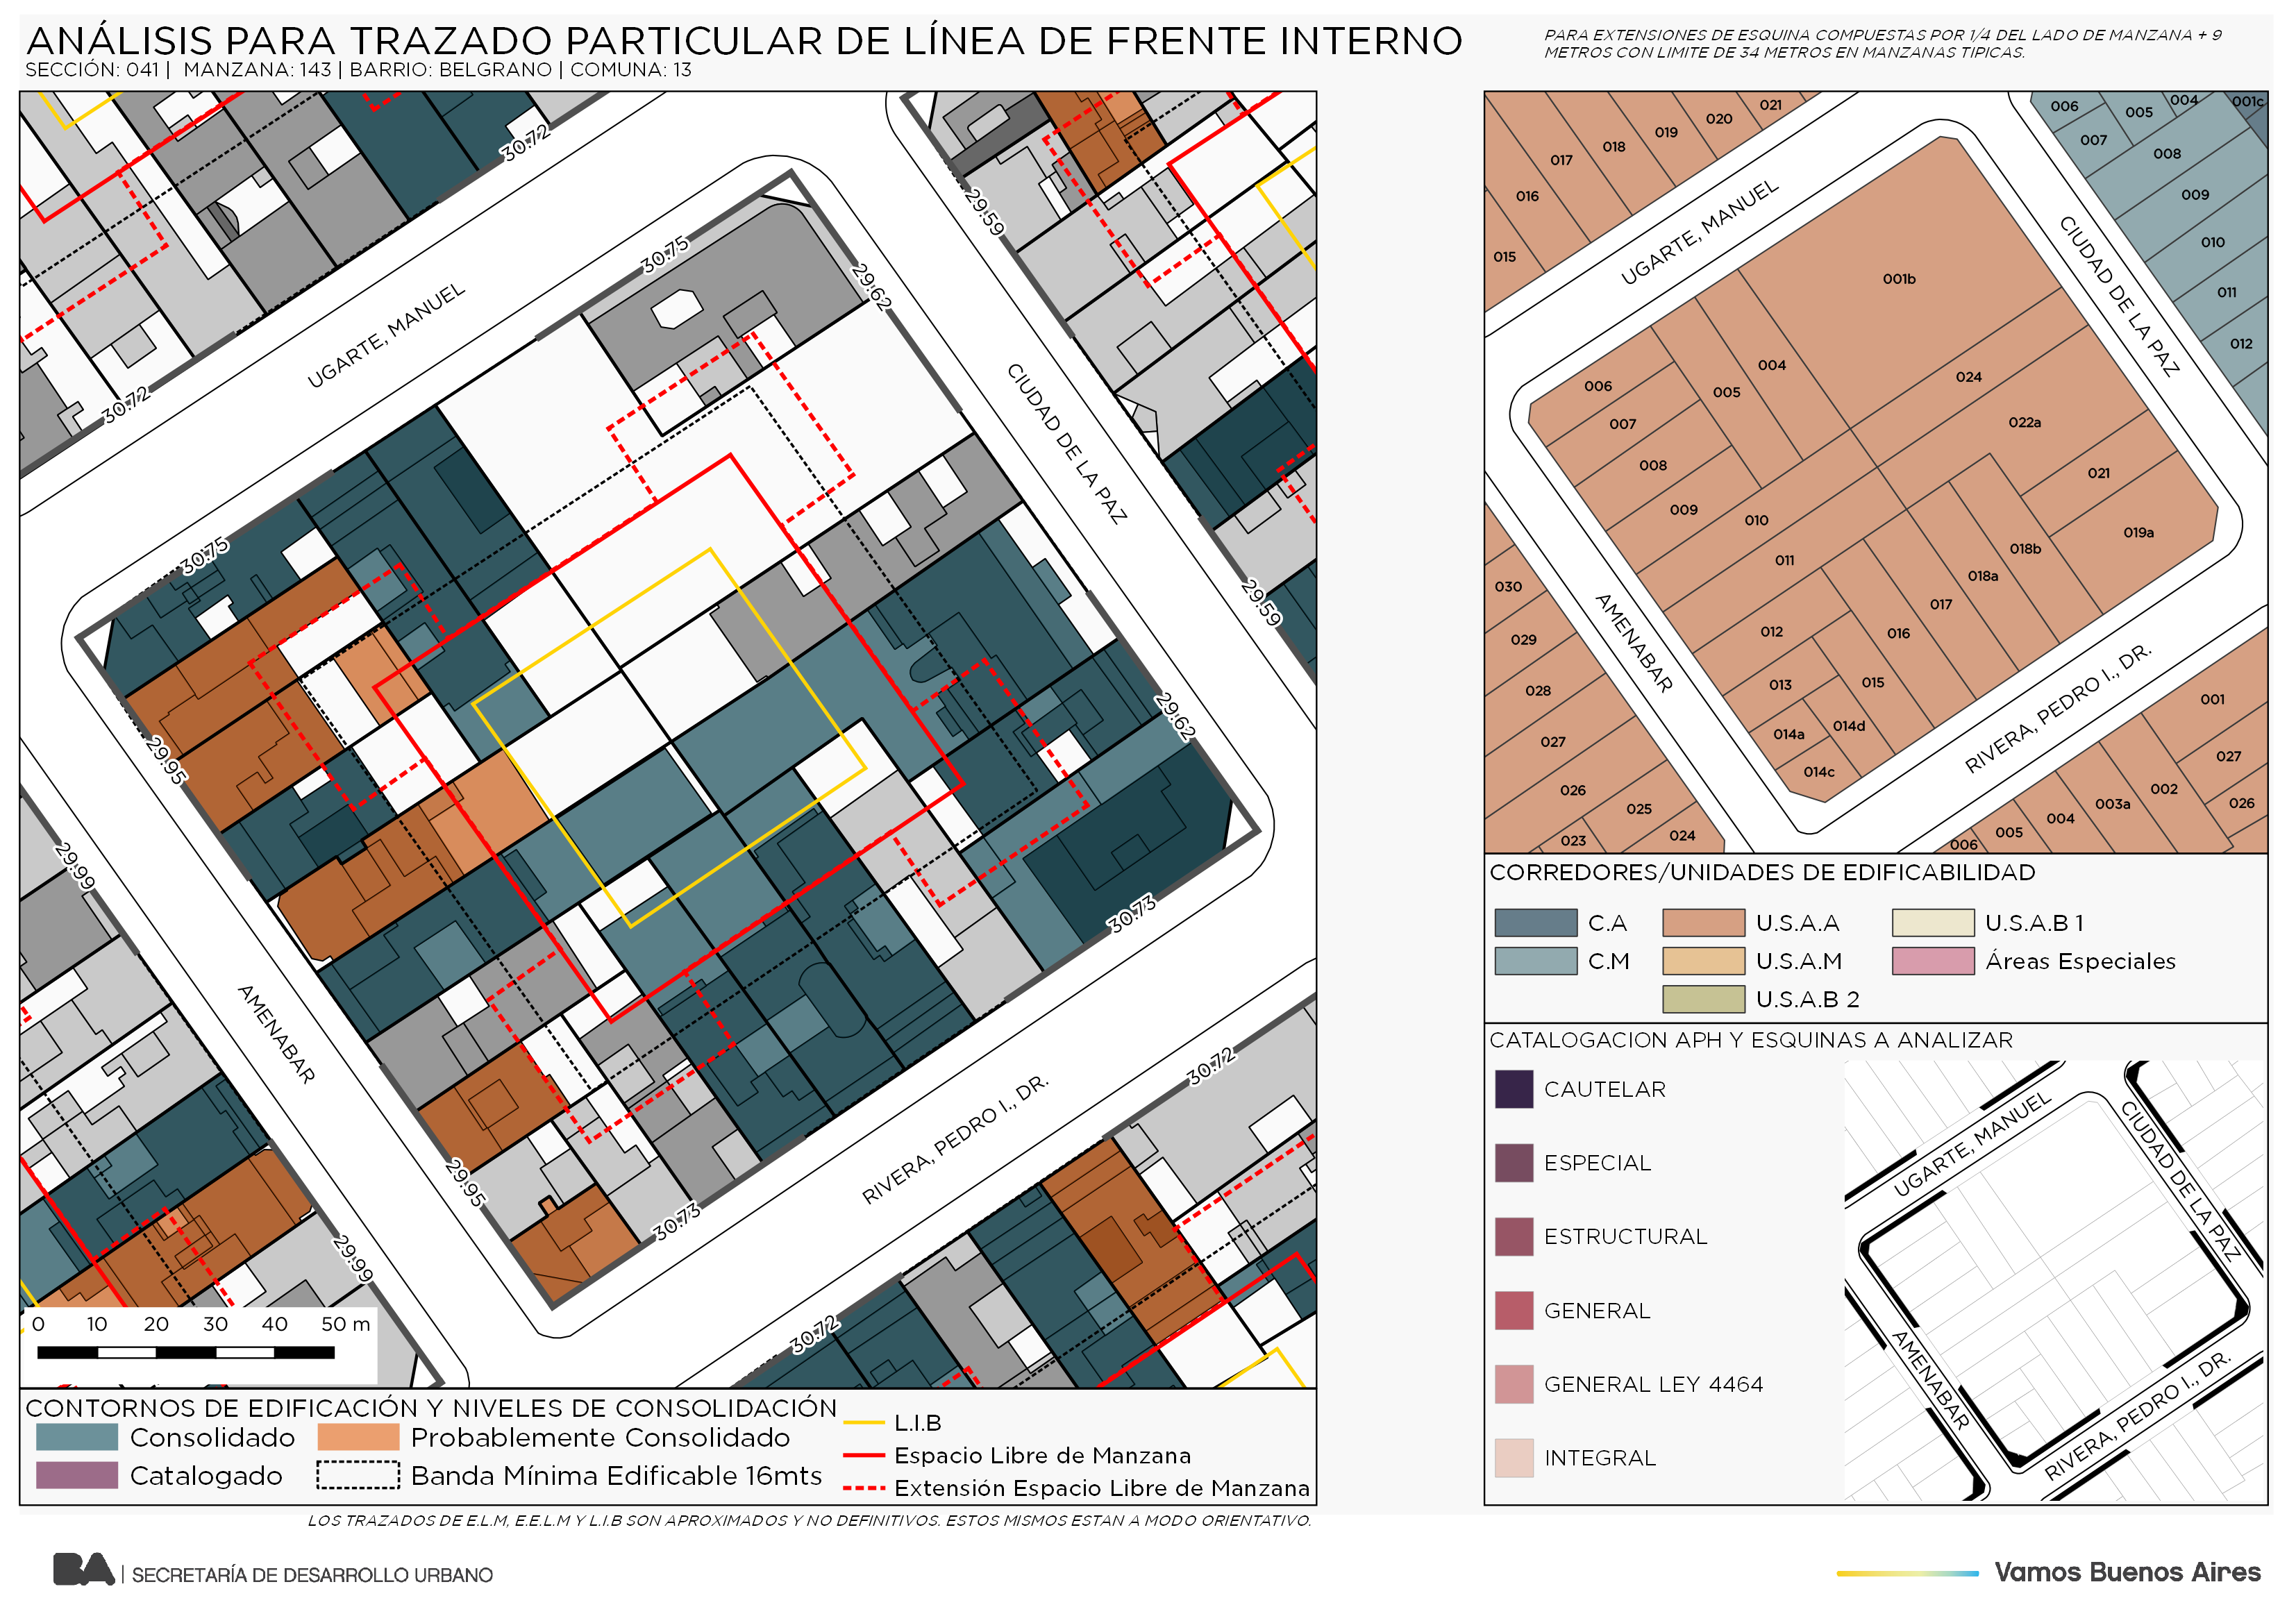 ANÁLISIS PARA TRAZADO PARTICULAR DE LÍNEA DE FRENTE INTERNO
SECCIÓN: 041 | MANZANA: 143 | BARRIO: BELGRANO | COMUNA: 13
PARA EXTENSIONES DE ESQUINA COMPUESTAS POR 1/4 DEL LADO DE MANZANA + 9
METROS CON LIMITE DE 34 METROS EN MANZANAS TIPICAS.
30.72
29.59
30.75
29.62
UGARTE, MANUEL
30.72
CIUDAD DE LA PAZ
30.75
29.59
29.95
29.62
29.99
30.73
AMENABAR
30.72
RIVERA, PEDRO I., DR.
29.95
30.73
29.99
30.72
0 10 20 30 40 50 m
CONTORNOS DE EDIFICACIÓN Y NIVELES DE CONSOLIDACIÓN
Consolidado
Probablemente Consolidado
Catalogado
Banda Mínima Edificable 16mts
L.I.B
Espacio Libre de Manzana
Extensión Espacio Libre de Manzana
LOS TRAZADOS DE E.L.M, E.E.L.M Y L.I.B SON APROXIMADOS Y NO DEFINITIVOS. ESTOS MISMOS ESTAN A MODO ORIENTATIVO.
021
020
019
018
017
016
015
006
005
004
001c
007
008
009
010
011
012
UGARTE, MANUEL
CIUDAD DE LA PAZ
001b
004
005
006
007
008
009
010
011
024
022a
021
019a
018b
018a
017
016
015
012
013
014a
014d
014c
AMENABAR
RIVERA, PEDRO I., DR.
030
029
028
027
026
025
024
023
001
027
026
002
003a
004
005
006
CORREDORES/UNIDADES DE EDIFICABILIDAD
C.A
U.S.A.A
U.S.A.B 1
C.M
U.S.A.M
Áreas Especiales
U.S.A.B 2
CATALOGACION APH Y ESQUINAS A ANALIZAR
CAUTELAR
ESPECIAL
ESTRUCTURAL
GENERAL
GENERAL LEY 4464
INTEGRAL
UGARTE, MANUEL
CIUDAD DE LA PAZ
AMENABAR
RIVERA, PEDRO I., DR.
BA | SECRETARÍA DE DESARROLLO URBANO
Vamos Buenos Aires